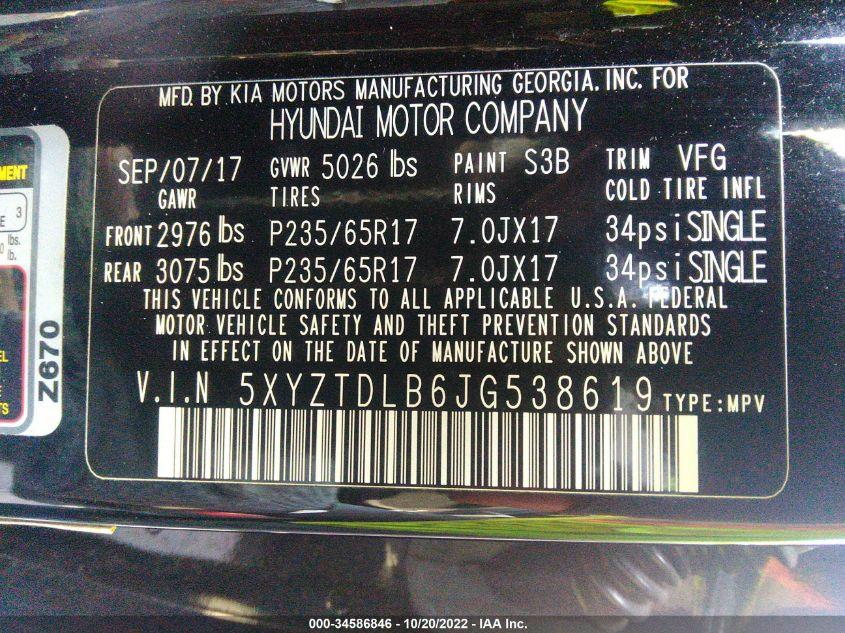 MFD. BY KIA MOTORS MANUFACTURING GEORGIA. INC. FOR
HYUNDAI MOTOR COMPANY
SEP/07/17 GVWR 5026 lbs PAINT S3B TRIM VFG
GAWR TIRES RIMS COLD TIRE INFL
FRONT 2976 lbs P235/65R17 7.0JX17 34psi SINGLE
REAR 3075 lbs P235/65R17 7.0JX17 34psi SINGLE
THIS VEHICLE CONFORMS TO ALL APPLICABLE U.S.A. FEDERAL
MOTOR VEHICLE SAFETY AND THEFT PREVENTION STANDARDS
IN EFFECT ON THE DATE OF MANUFACTURE SHOWN ABOVE
V.I.N 5XYZTDLB6JG538619 TYPE:MPV
3
lbs.
lb.
Z670
000-34586846 - 10/20/2022 - IAA Inc.